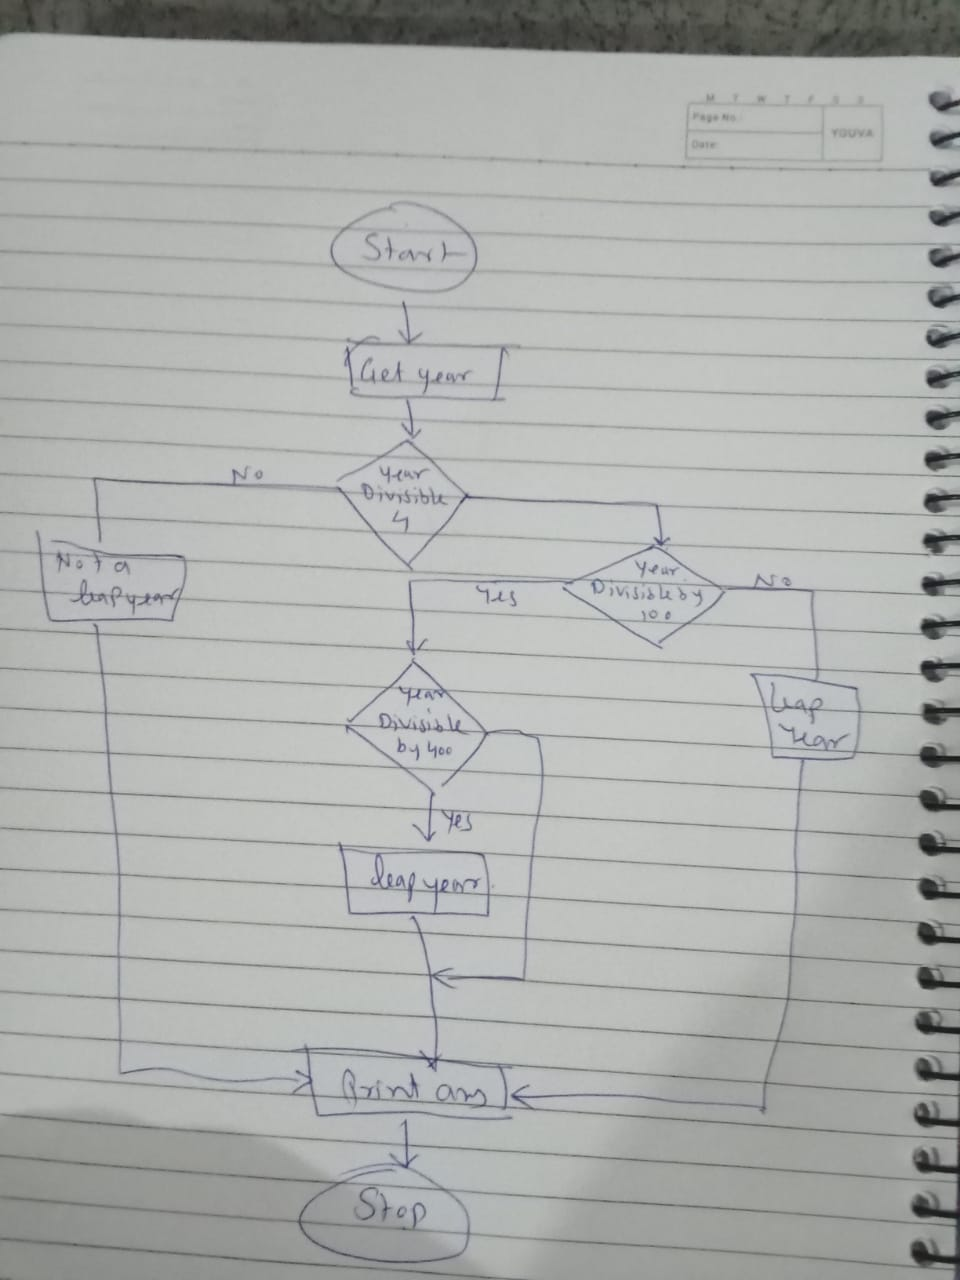 M T W T F S S
Page No.:
YOUVA
Date:
Start
Get year
No
Year
Divisible
4
Not a
leap year
Year
Divisible by
100
Yes
No
Year
Divisible
by 400
leap
Year
Yes
leap year
Print ans
Stop